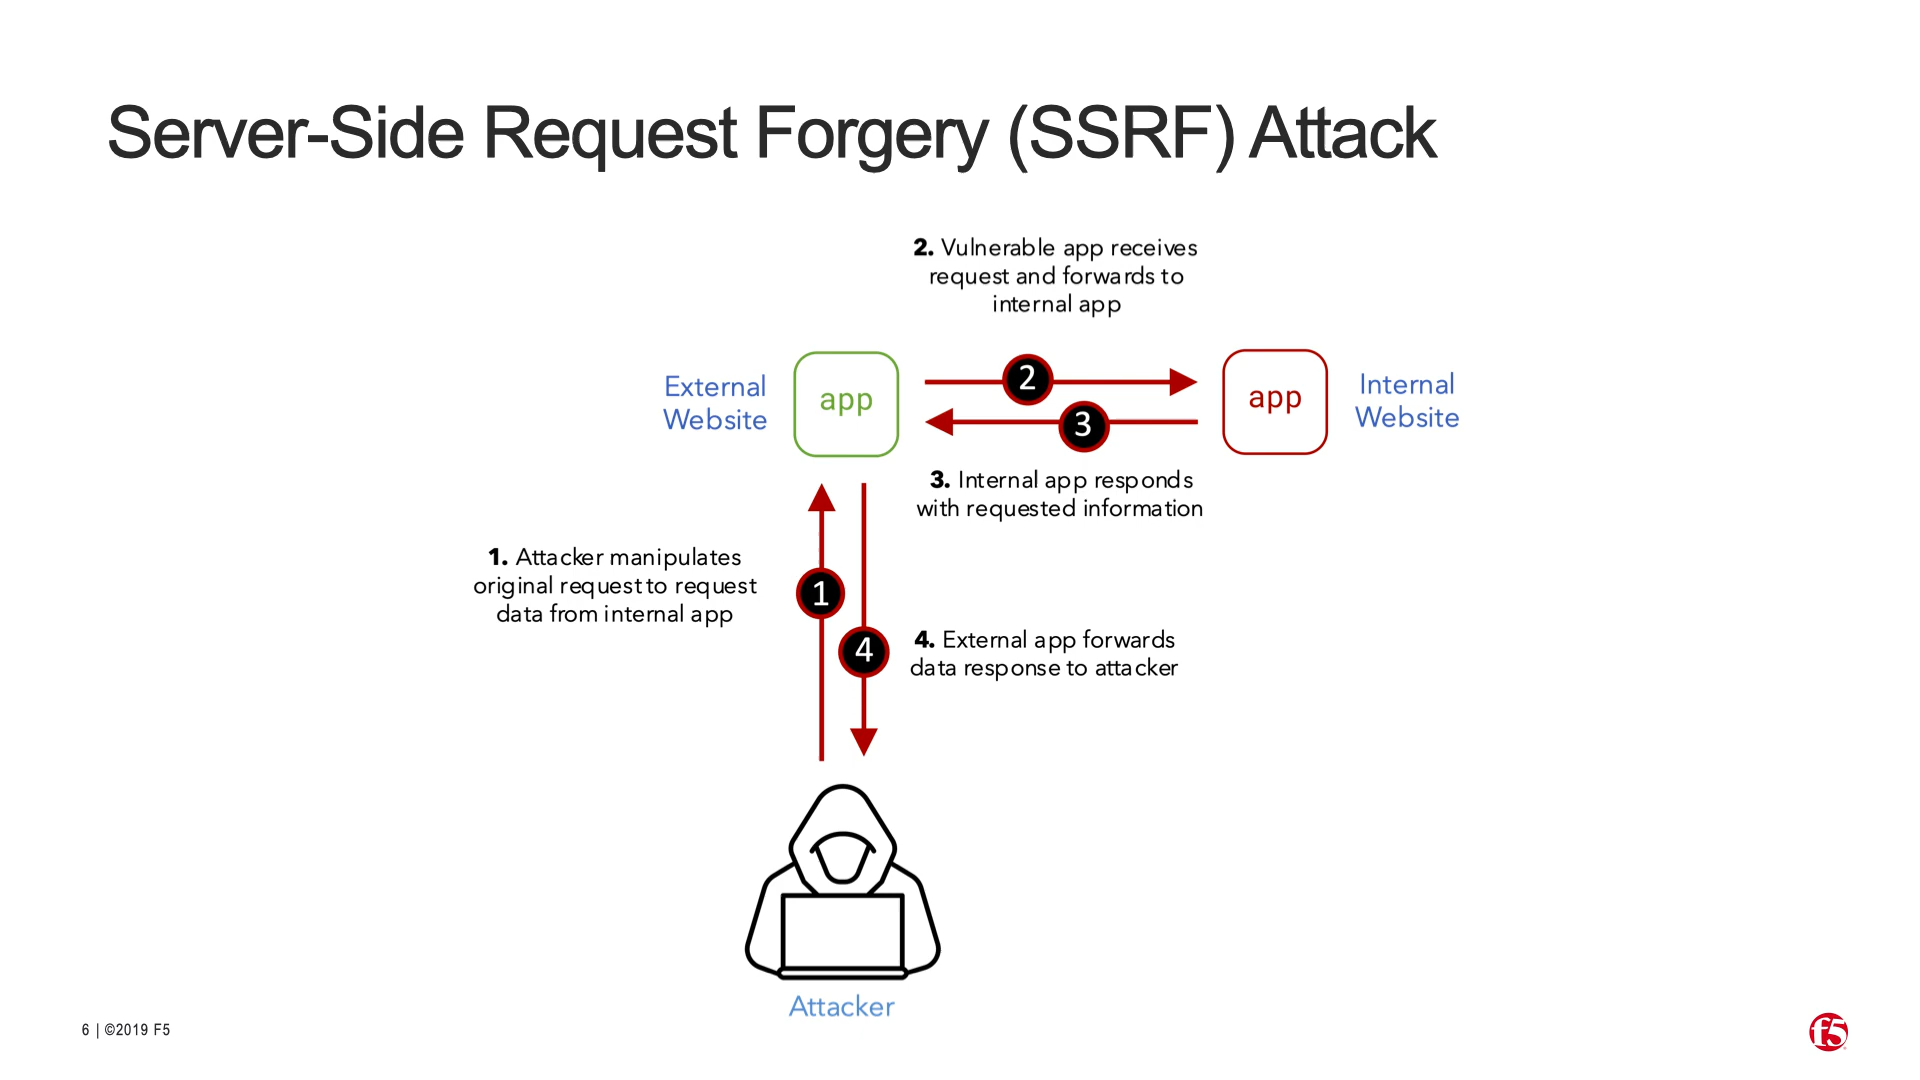 Server-Side Request Forgery (SSRF) Attack
2. Vulnerable app receives
request and forwards to
internal app
External
Website
app
2
3
app
Internal
Website
3. Internal app responds
with requested information
1. Attacker manipulates
original request to request
data from internal app
1
4
4. External app forwards
data response to attacker
Attacker
6 | ©2019 F5
f5